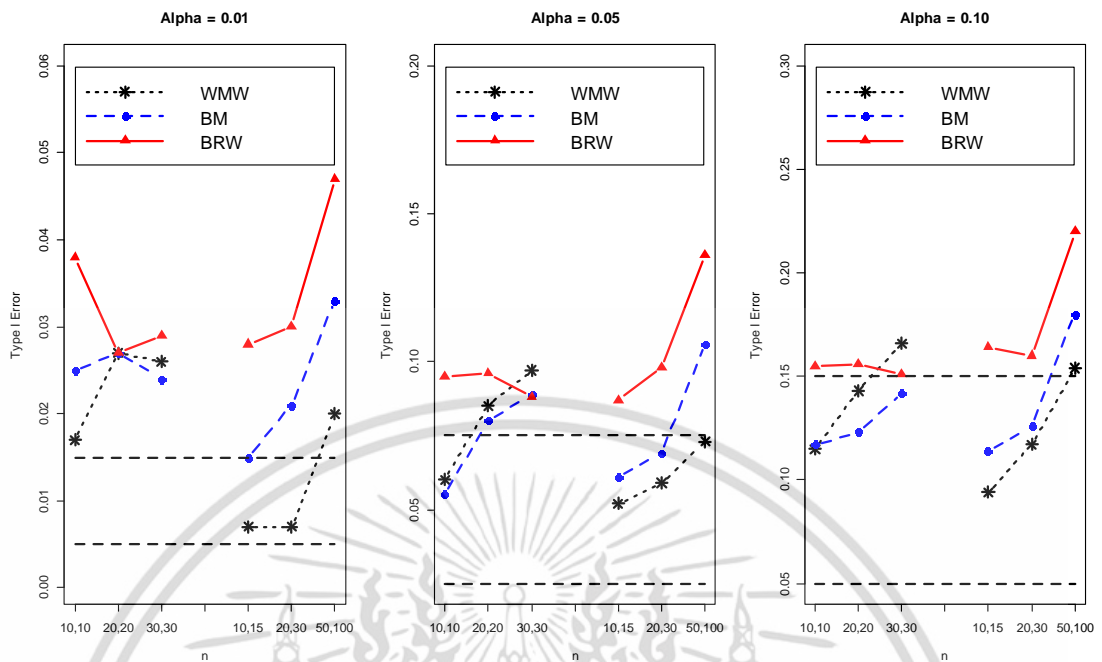 Alpha = 0.01
0.06
0.05
0.04
0.03
0.02
0.01
0.00
Type I Error
WMW
BM
BRW
10,10 20,20 30,30 10,15 20,30 50,100
n
Alpha = 0.05
0.20
0.15
0.10
0.05
Type I Error
WMW
BM
BRW
10,10 20,20 30,30 10,15 20,30 50,100
n
Alpha = 0.10
0.30
0.25
0.20
0.15
0.10
0.05
Type I Error
WMW
BM
BRW
10,10 20,20 30,30 10,15 20,30 50,100
n